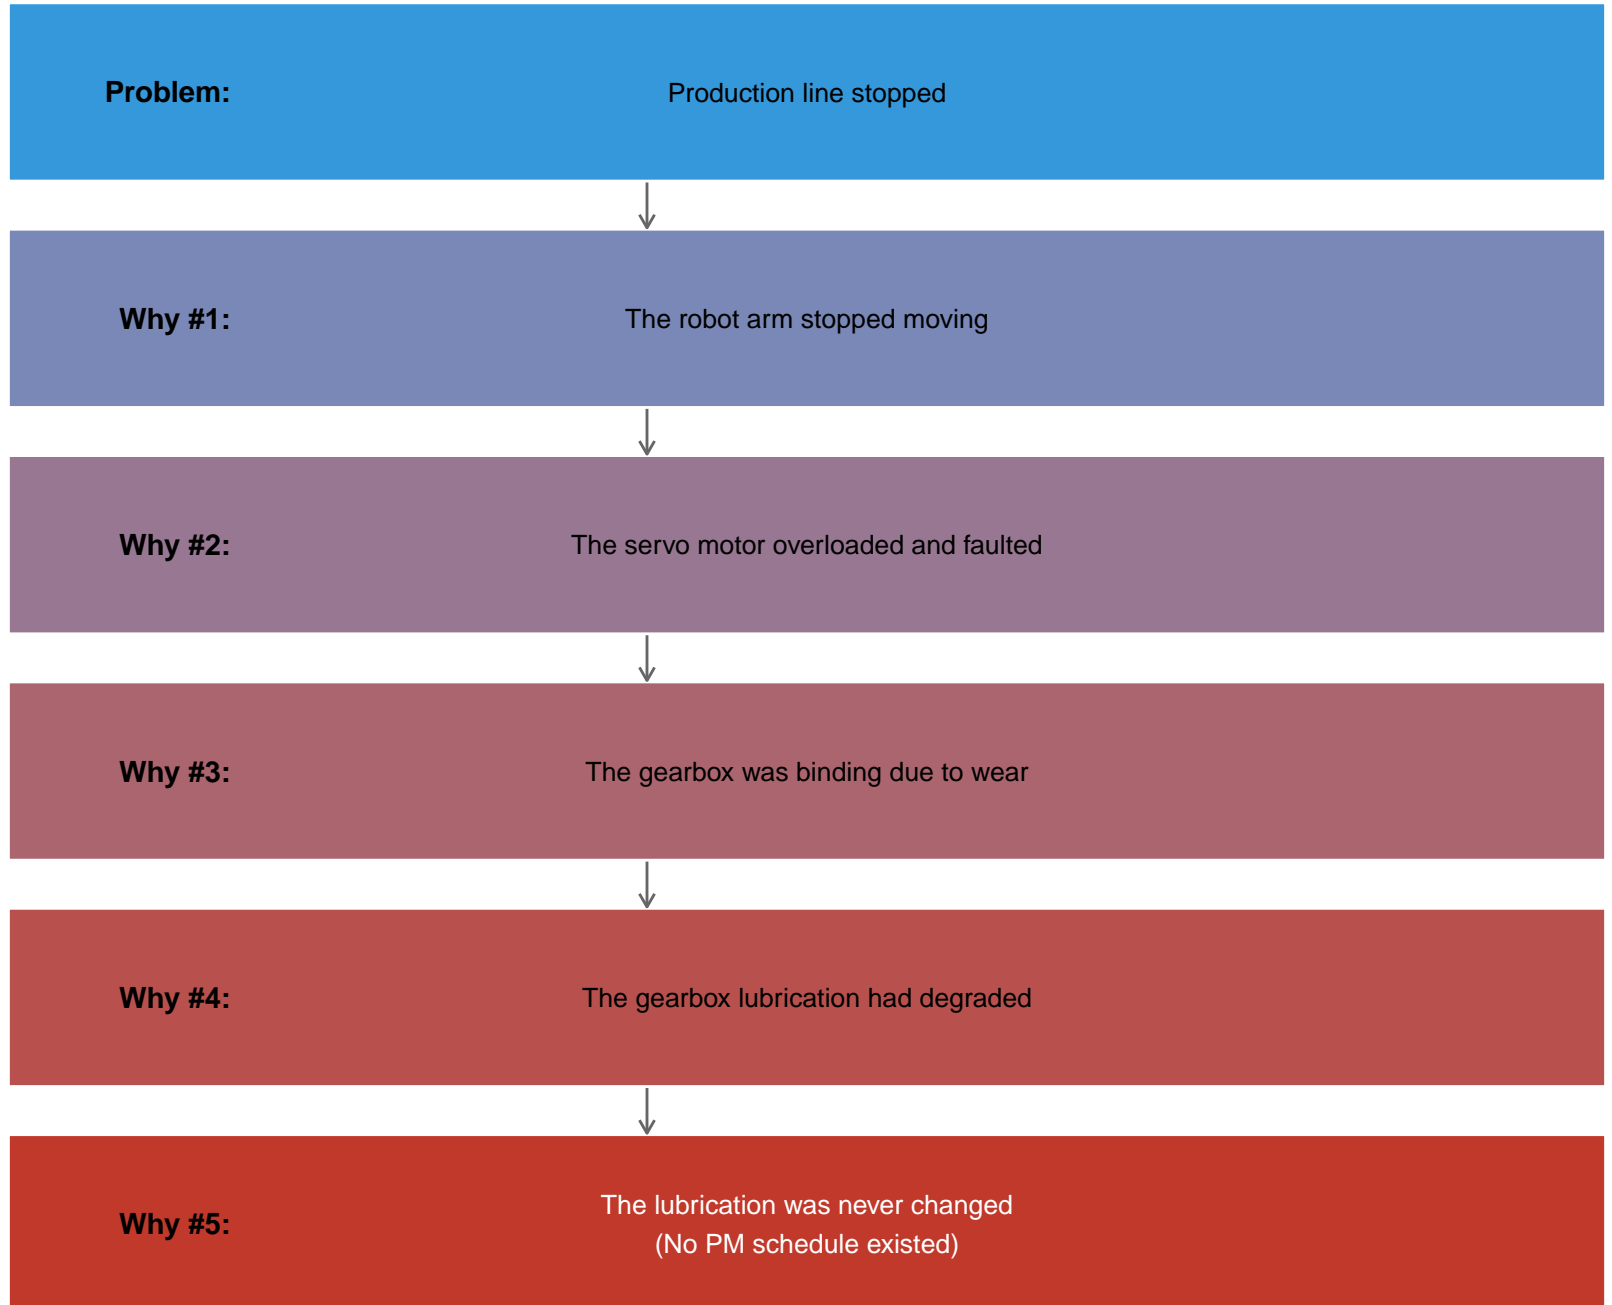 Problem: Production line stopped
Why #1: The robot arm stopped moving
Why #2: The servo motor overloaded and faulted
Why #3: The gearbox was binding due to wear
Why #4: The gearbox lubrication had degraded
Why #5: The lubrication was never changed
(No PM schedule existed)